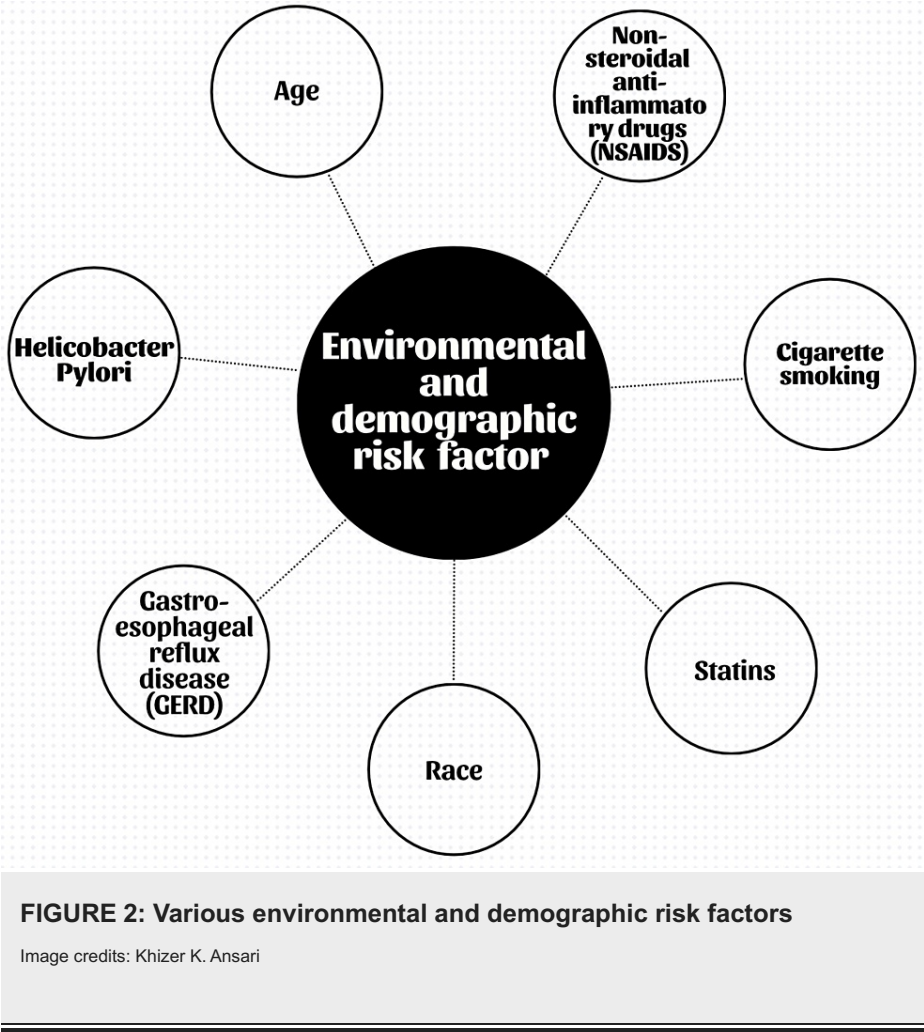 Age
Non-
steroidal
anti-
inflammato
ry drugs
(NSAIDS)
Helicobacter
Pylori
Environmental
and
demographic
risk factor
Cigarette
smoking
Gastro-
esophageal
reflux
disease
(GERD)
Statins
Race
FIGURE 2: Various environmental and demographic risk factors
Image credits: Khizer K. Ansari